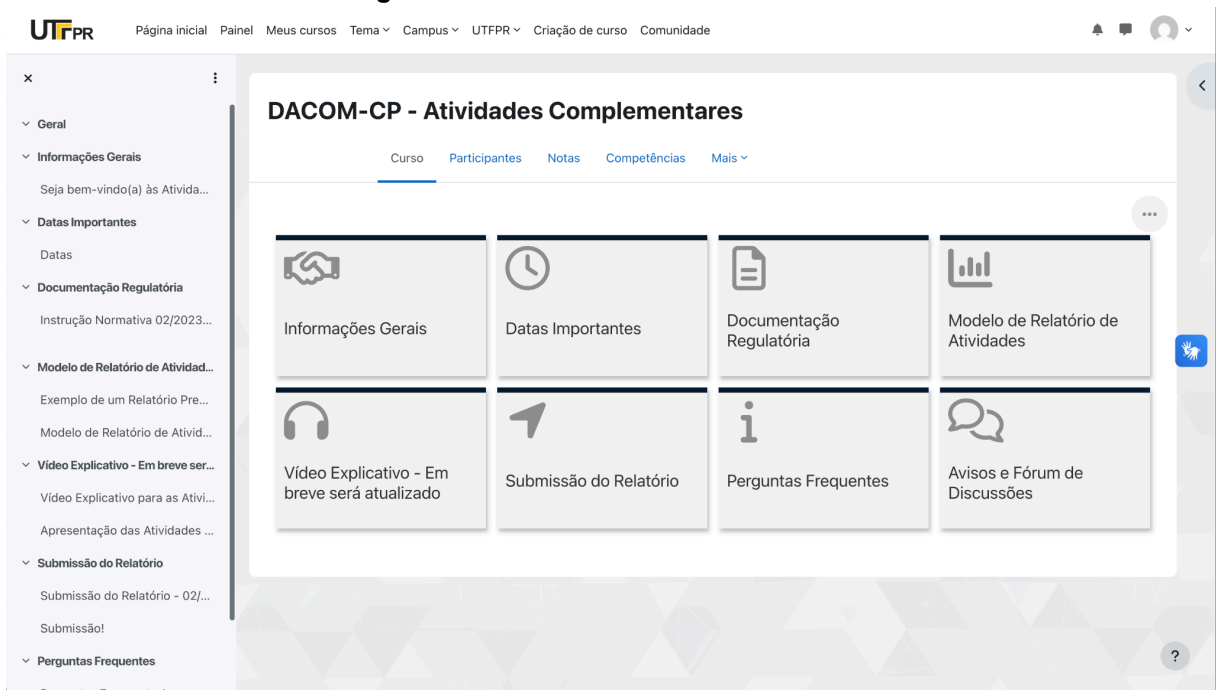 UTFPR
Página inicial Painel Meus cursos Tema Campus UTFPR Criação de curso Comunidade
Geral
Informações Gerais
Seja bem-vindo(a) às Ativida...
Datas Importantes
Datas
Documentação Regulatória
Instrução Normativa 02/2023...
Modelo de Relatório de Atividad...
Exemplo de um Relatório Pre...
Modelo de Relatório de Ativid...
Vídeo Explicativo - Em breve ser...
Vídeo Explicativo para as Ativi...
Apresentação das Atividades ...
Submissão do Relatório
Submissão do Relatório - 02/...
Submissão!
Perguntas Frequentes
DACOM-CP - Atividades Complementares
Curso Participantes Notas Competências Mais
Informações Gerais
Datas Importantes
Documentação
Regulatória
Modelo de Relatório de
Atividades
Vídeo Explicativo - Em
breve será atualizado
Submissão do Relatório
Perguntas Frequentes
Avisos e Fórum de
Discussões
?